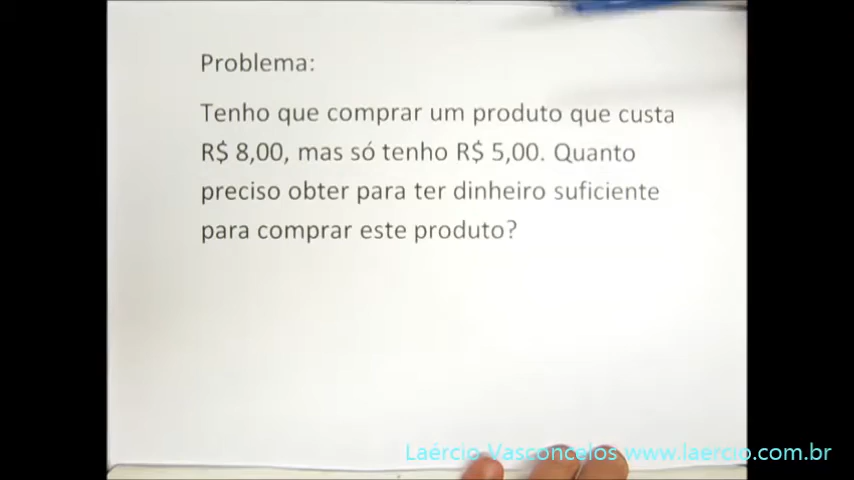 Problema:
Tenho que comprar um produto que custa
R$ 8,00, mas só tenho R$ 5,00. Quanto
preciso obter para ter dinheiro suficiente
para comprar este produto?
Laércio Vasconcelos www.laercio.com.br